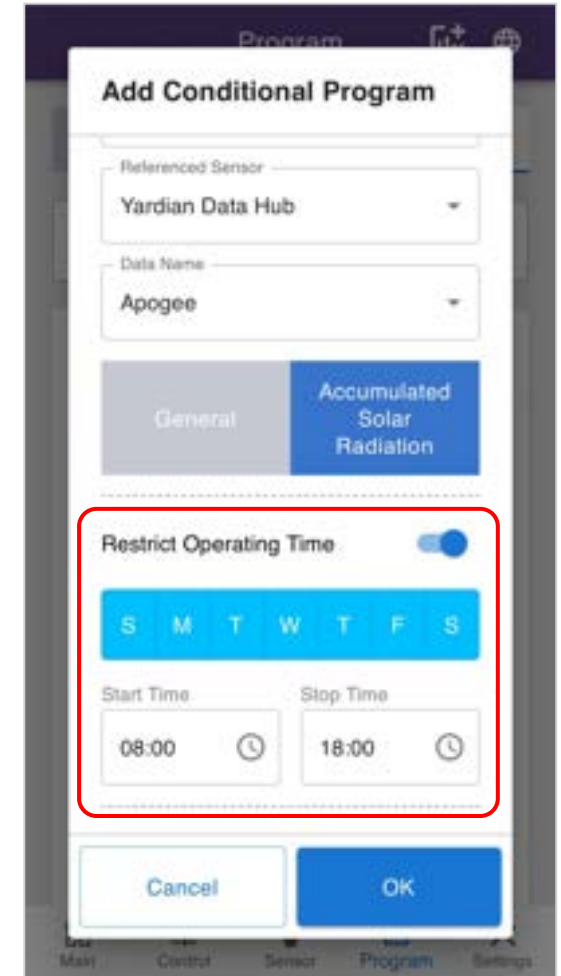 Program
Add Conditional Program
Referenced Sensor
Yardian Data Hub
Data Name
Apogee
General
Accumulated
Solar
Radiation
Restrict Operating Time
S M T W T F S
Start Time Stop Time
08:00 18:00
Cancel OK
Main Control Sensor Program Settings